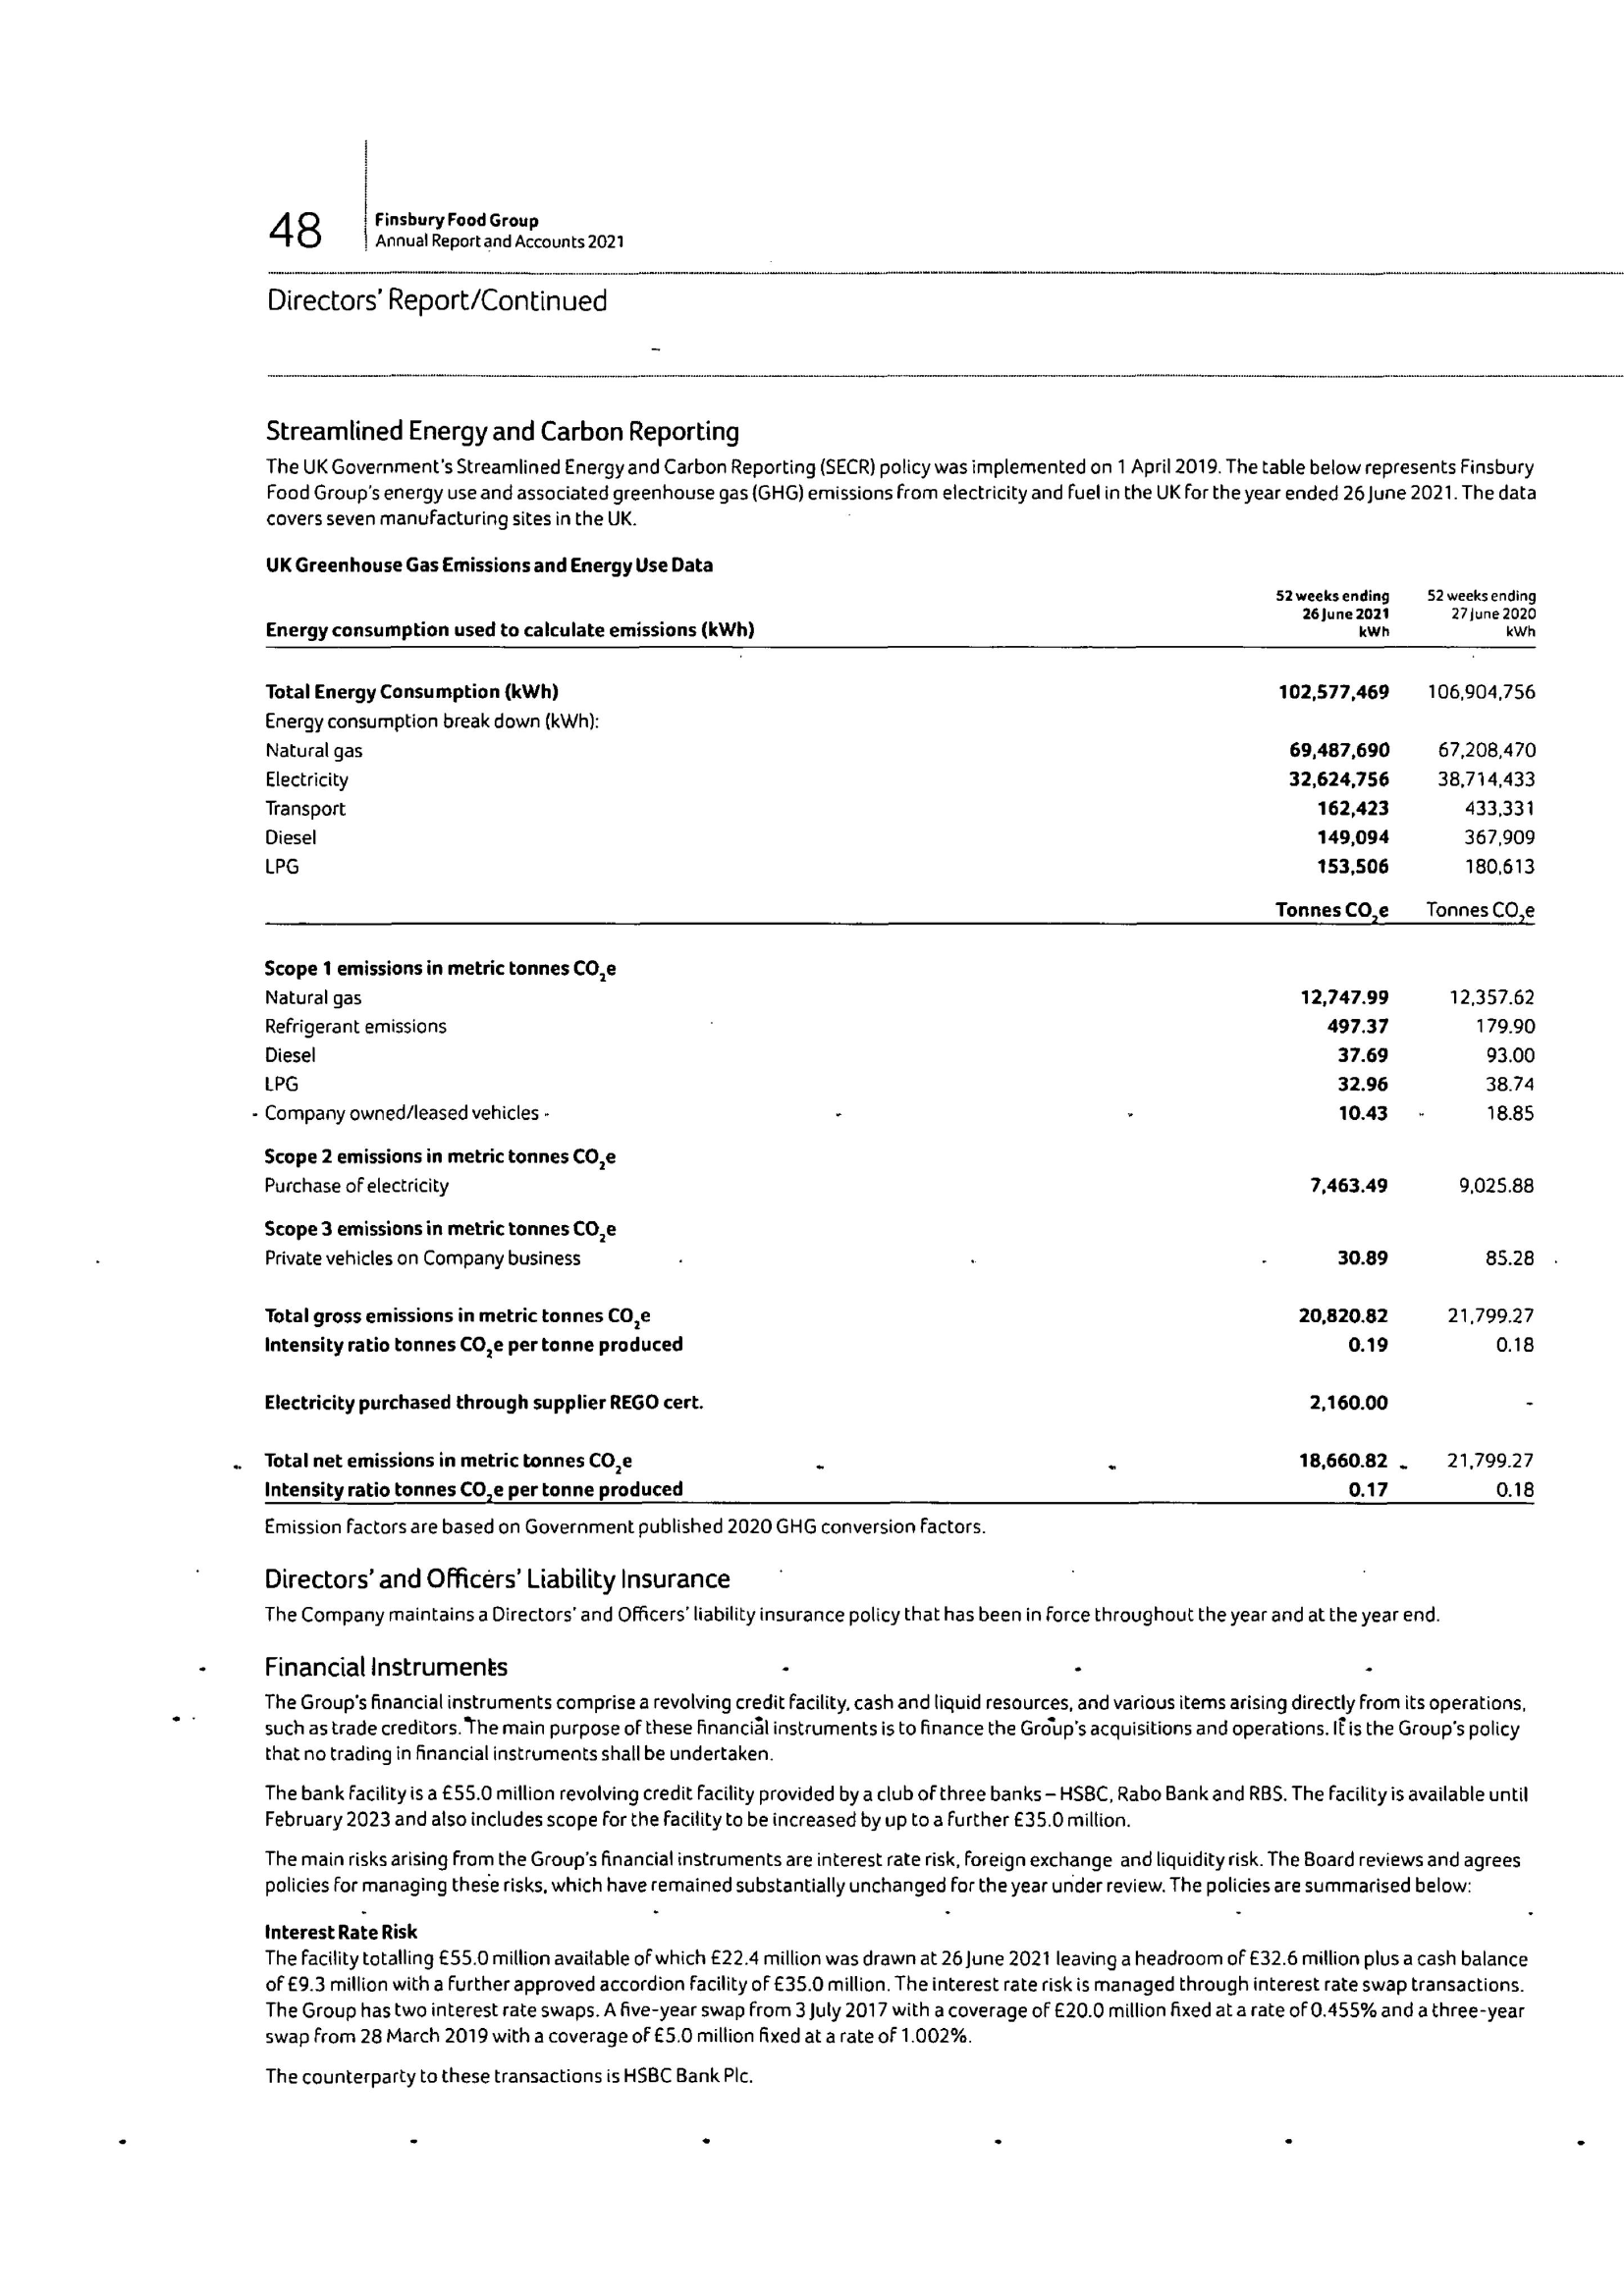 48
Finsbury Food Group
Annual Report and Accounts 2021
Directors' Report/Continued
Streamlined Energy and Carbon Reporting
The UK Government's Streamlined Energy and Carbon Reporting (SECR) policy was implemented on 1 April 2019. The table below represents Finsbury
Food Group's energy use and associated greenhouse gas (GHG) emissions from electricity and fuel in the UK for the year ended 26 June 2021. The data
covers seven manufacturing sites in the UK.
UK Greenhouse Gas Emissions and Energy Use Data
52 weeks ending 52 weeks ending
26 June 2021 27 June 2020
Energy consumption used to calculate emissions (kWh) kWh kWh
Total Energy Consumption (kWh) 102,577,469 106,904,756
Energy consumption break down (kWh):
Natural gas 69,487,690 67,208,470
Electricity 32,624,756 38,714,433
Transport 162,423 433,331
Diesel 149,094 367,909
LPG 153,506 180,613
Tonnes CO₂e Tonnes CO₂e
Scope 1 emissions in metric tonnes CO₂e
Natural gas 12,747.99 12,357.62
Refrigerant emissions 497.37 179.90
Diesel 37.69 93.00
LPG 32.96 38.74
Company owned/leased vehicles 10.43 18.85
Scope 2 emissions in metric tonnes CO₂e
Purchase of electricity 7,463.49 9,025.88
Scope 3 emissions in metric tonnes CO₂e
Private vehicles on Company business 30.89 85.28
Total gross emissions in metric tonnes CO₂e 20,820.82 21,799.27
Intensity ratio tonnes CO₂e per tonne produced 0.19 0.18
Electricity purchased through supplier REGO cert. 2,160.00 -
Total net emissions in metric tonnes CO₂e 18,660.82 21,799.27
Intensity ratio tonnes CO₂e per tonne produced 0.17 0.18
Emission factors are based on Government published 2020 GHG conversion factors.
Directors' and Officers' Liability Insurance
The Company maintains a Directors' and Officers' liability insurance policy that has been in force throughout the year and at the year end.
Financial Instruments
The Group's financial instruments comprise a revolving credit facility, cash and liquid resources, and various items arising directly from its operations,
such as trade creditors. The main purpose of these financial instruments is to finance the Group's acquisitions and operations. It is the Group's policy
that no trading in financial instruments shall be undertaken.
The bank facility is a £55.0 million revolving credit facility provided by a club of three banks – HSBC, Rabo Bank and RBS. The facility is available until
February 2023 and also includes scope for the facility to be increased by up to a further £35.0 million.
The main risks arising from the Group's financial instruments are interest rate risk, foreign exchange and liquidity risk. The Board reviews and agrees
policies for managing these risks, which have remained substantially unchanged for the year under review. The policies are summarised below:
Interest Rate Risk
The facility totalling £55.0 million available of which £22.4 million was drawn at 26 June 2021 leaving a headroom of £32.6 million plus a cash balance
of £9.3 million with a further approved accordion facility of £35.0 million. The interest rate risk is managed through interest rate swap transactions.
The Group has two interest rate swaps. A five-year swap from 3 July 2017 with a coverage of £20.0 million fixed at a rate of 0.455% and a three-year
swap from 28 March 2019 with a coverage of £5.0 million fixed at a rate of 1.002%.
The counterparty to these transactions is HSBC Bank Plc.